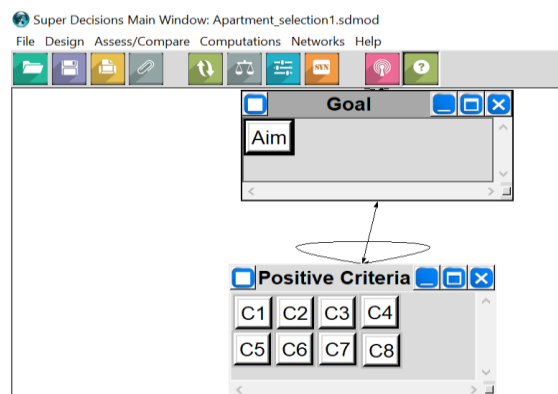 Super Decisions Main Window: Apartment_selection1.sdmod
File Design Assess/Compare Computations Networks Help
SYN ?
Goal
Aim
Positive Criteria
C1 C2 C3 C4
C5 C6 C7 C8